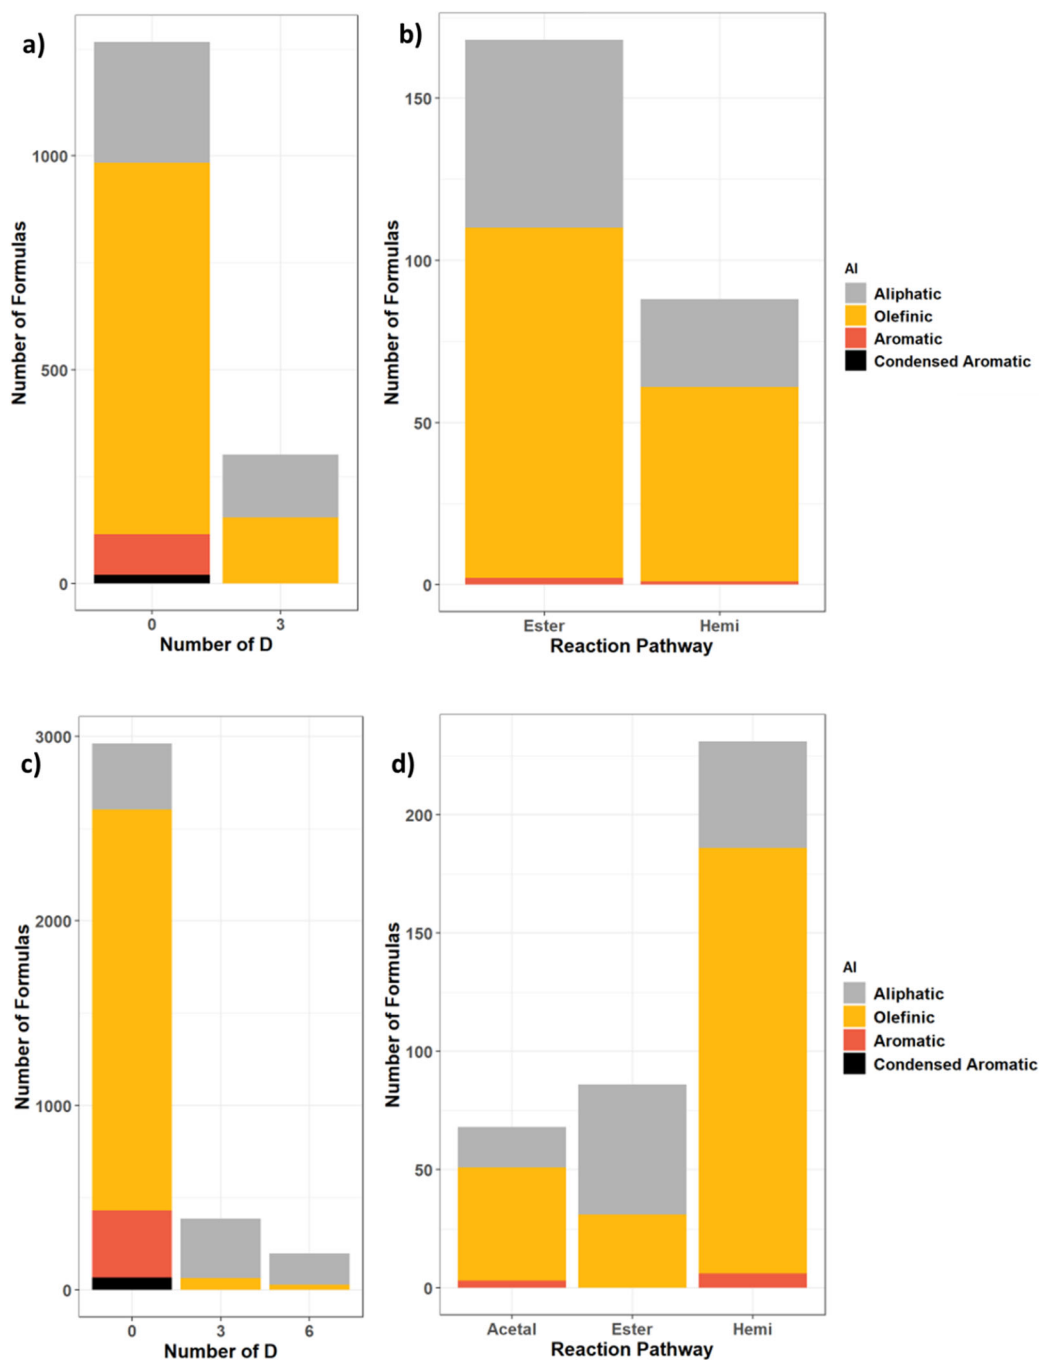 a)
Number of Formulas
1000
500
0
0
3
Number of D
b)
Number of Formulas
150
100
50
0
Ester
Hemi
Reaction Pathway
AI
Aliphatic
Olefinic
Aromatic
Condensed Aromatic
c)
Number of Formulas
3000
2000
1000
0
0
3
6
Number of D
d)
Number of Formulas
200
150
100
50
0
Acetal
Ester
Hemi
Reaction Pathway
AI
Aliphatic
Olefinic
Aromatic
Condensed Aromatic